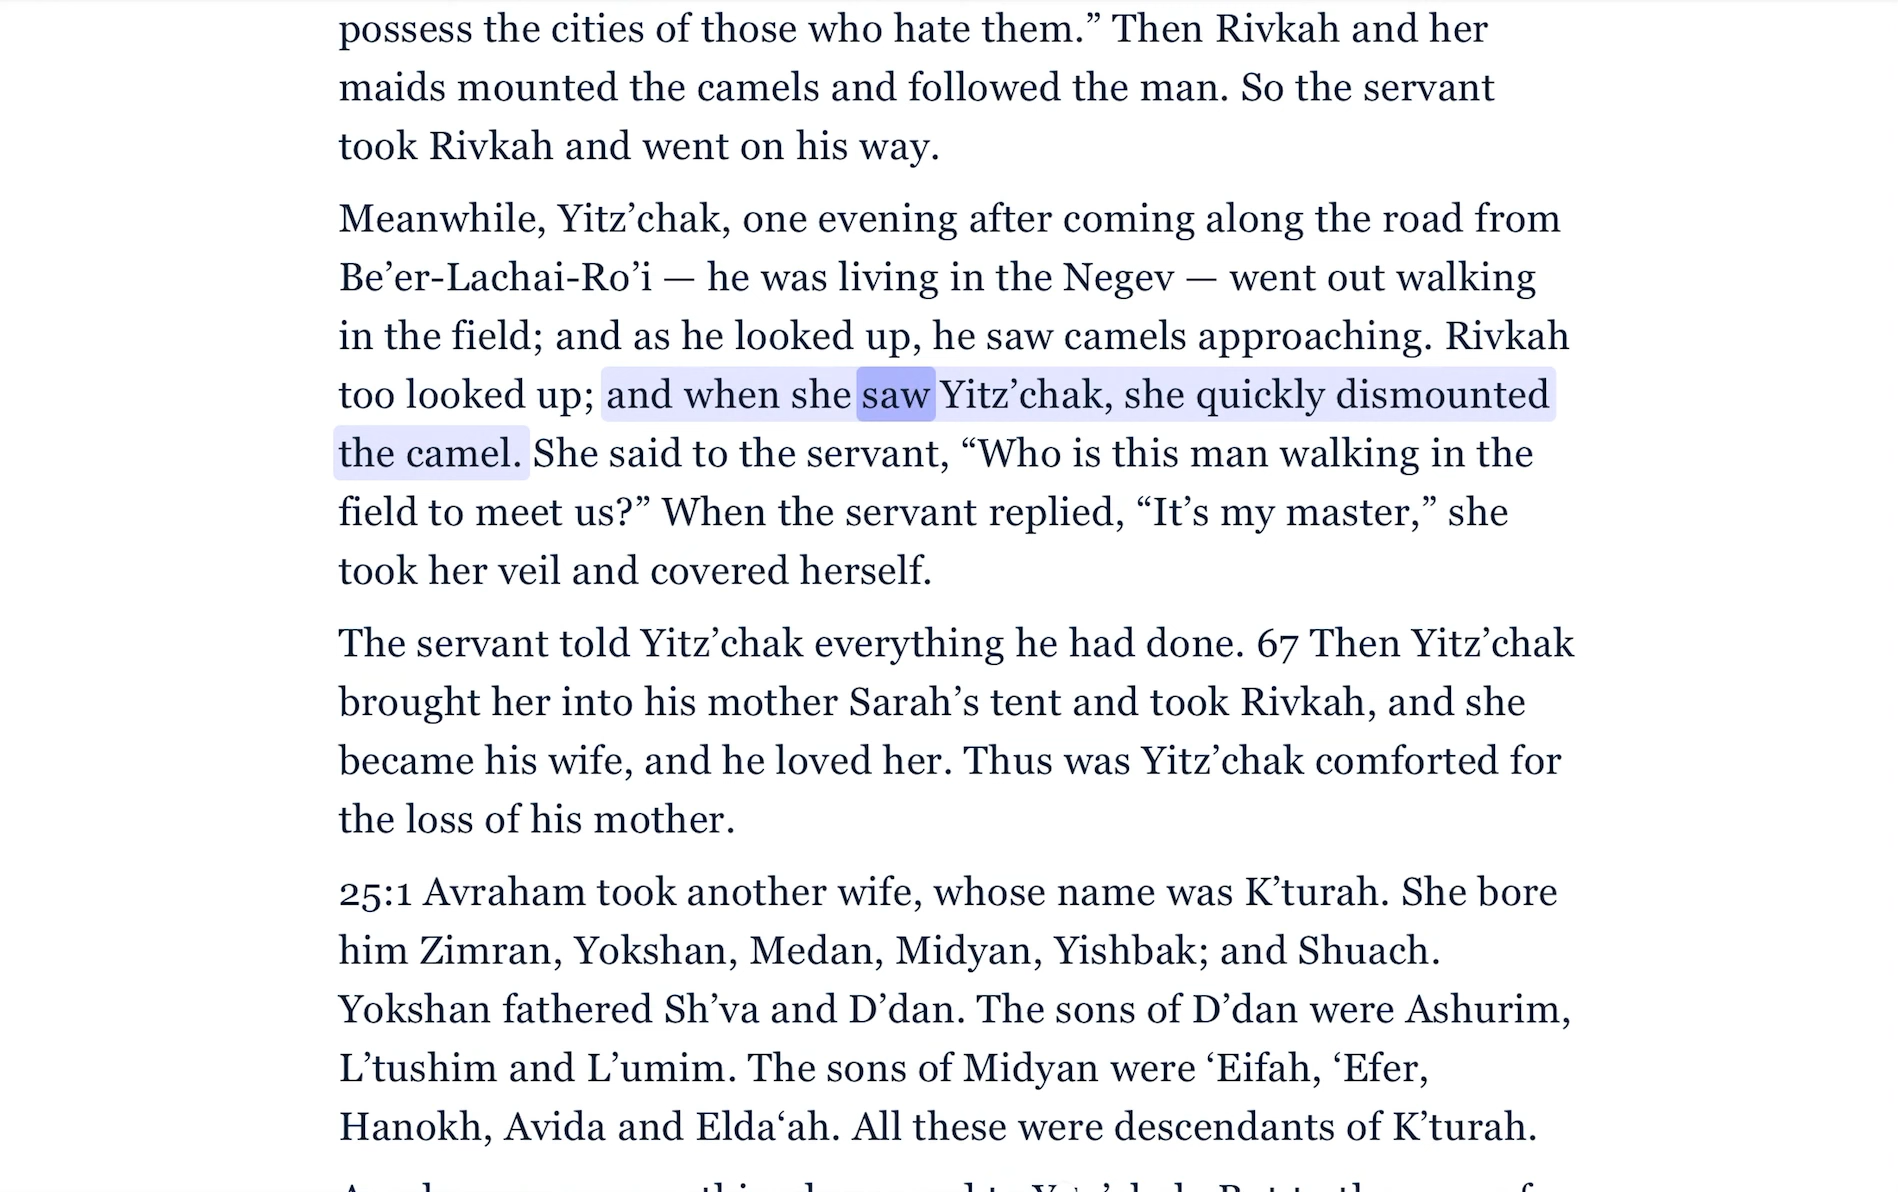 possess the cities of those who hate them.” Then Rivkah and her
maids mounted the camels and followed the man. So the servant
took Rivkah and went on his way.
Meanwhile, Yitz’chak, one evening after coming along the road from
Be’er-Lachai-Ro’i — he was living in the Negev — went out walking
in the field; and as he looked up, he saw camels approaching. Rivkah
too looked up; and when she saw Yitz’chak, she quickly dismounted
the camel. She said to the servant, “Who is this man walking in the
field to meet us?” When the servant replied, “It’s my master,” she
took her veil and covered herself.
The servant told Yitz’chak everything he had done. 67 Then Yitz’chak
brought her into his mother Sarah’s tent and took Rivkah, and she
became his wife, and he loved her. Thus was Yitz’chak comforted for
the loss of his mother.
25:1 Avraham took another wife, whose name was K’turah. She bore
him Zimran, Yokshan, Medan, Midyan, Yishbak; and Shuach.
Yokshan fathered Sh’va and D’dan. The sons of D’dan were Ashurim,
L’tushim and L’umim. The sons of Midyan were ‘Eifah, ‘Efer,
Hanokh, Avida and Elda‘ah. All these were descendants of K’turah.